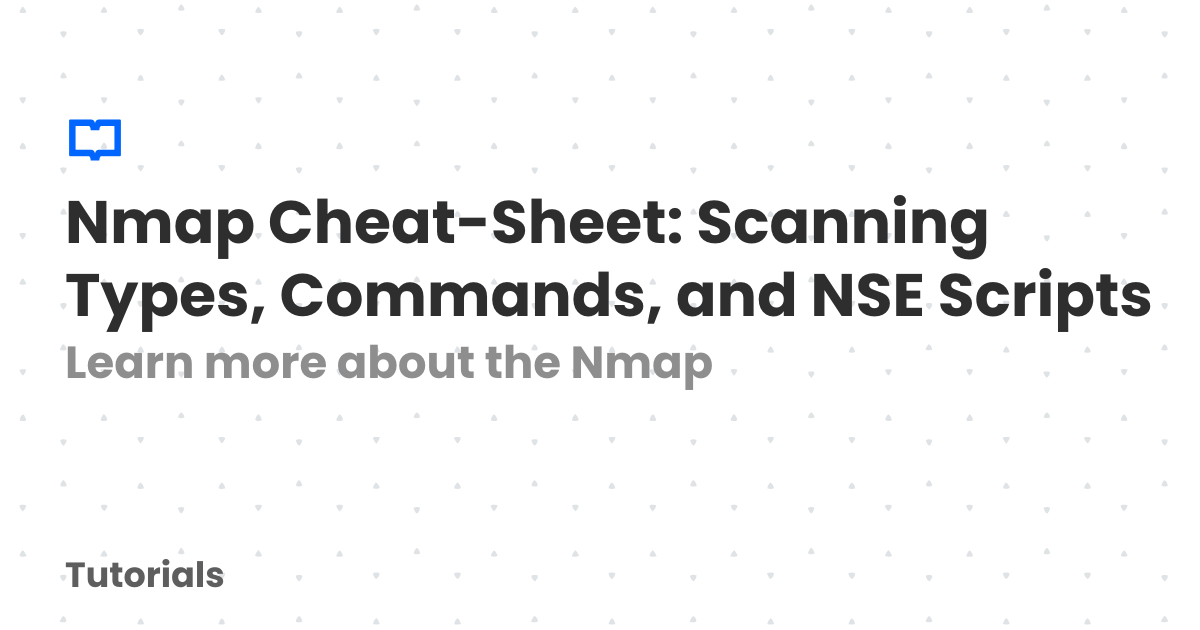 Nmap Cheat-Sheet: Scanning
Types, Commands, and NSE Scripts
Learn more about the Nmap
Tutorials